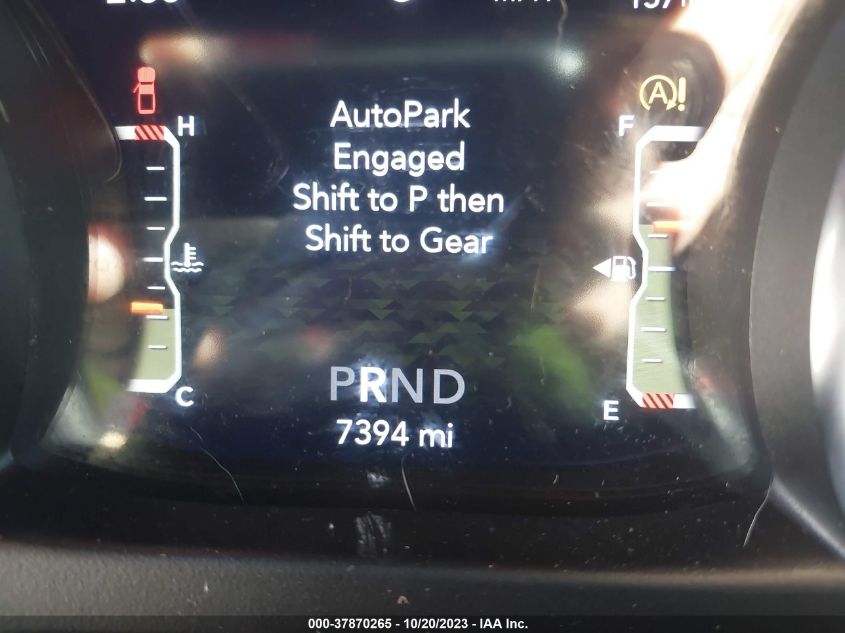 A!
H
F
AutoPark
Engaged
Shift to P then
Shift to Gear
PRND
C
E
7394 mi
000-37870265 - 10/20/2023 - IAA Inc.